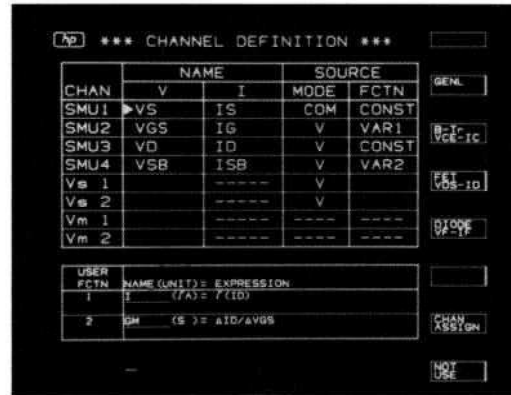 hp *** CHANNEL DEFINITION ***
NAME SOURCE
CHAN V I MODE FCTN
SMU1 ▶VS IS COM CONST
SMU2 VGS IG V VAR1
SMU3 VD ID V CONST
SMU4 VSB ISB V VAR2
Vs 1 ----- V
Vs 2 ----- V
Vm 1 ----- ---- ----
Vm 2 ----- ---- ----
USER
FCTN NAME(UNIT)= EXPRESSION
1 I (√A)= √(ID)
2 GM (S )= ΔID/ΔVGS
GENL
VCE-IC
FET
VDS-ID
DIODE
VF-IF
CHAN
ASSIGN
NOT
USE